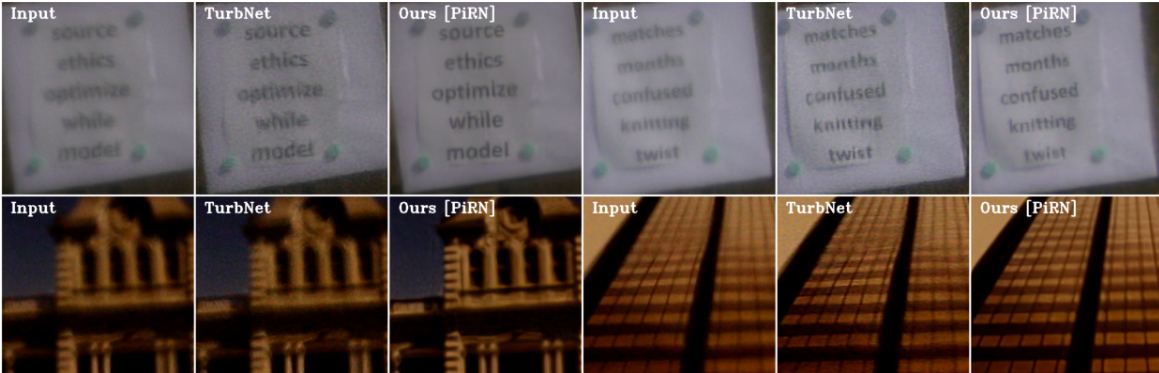 Input TurbNet Ours [PiRN] Input TurbNet Ours [PiRN]
source source source matches matches matches
ethics ethics ethics months months months
optimize optimize optimize confused confused confused
while while while knitting knitting knitting
model model model twist twist twist
Input TurbNet Ours [PiRN] Input TurbNet Ours [PiRN]